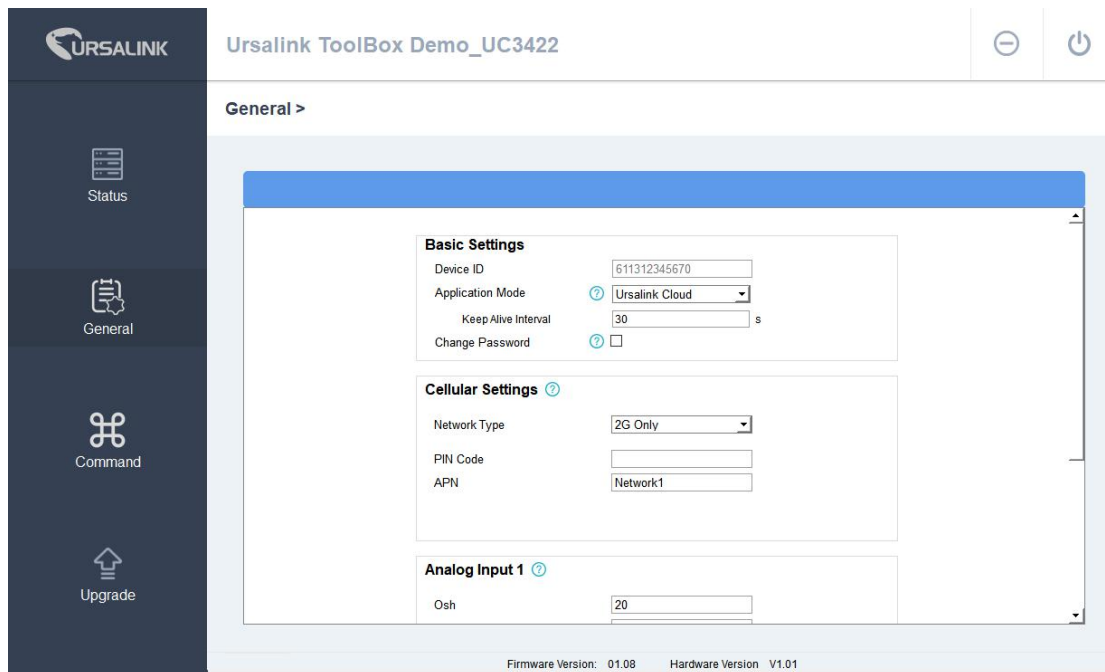 URSALINK
Ursalink ToolBox Demo_UC3422
General >
Status
General
Command
Upgrade
Basic Settings
Device ID 611312345670
Application Mode ? Ursalink Cloud
Keep Alive Interval 30 s
Change Password ?
Cellular Settings ?
Network Type 2G Only
PIN Code
APN Network1
Analog Input 1 ?
Osh 20
Firmware Version: 01.08 Hardware Version V1.01